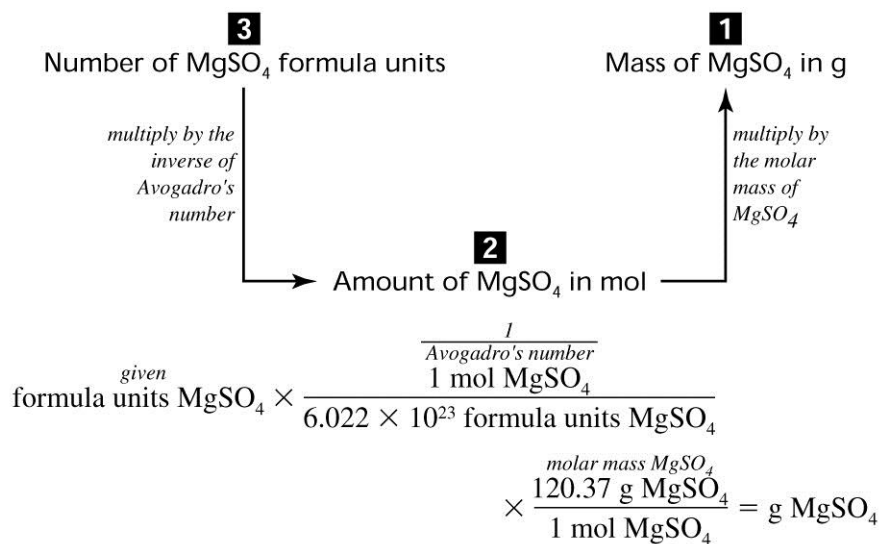 3
Number of MgSO₄ formula units
1
Mass of MgSO₄ in g
multiply by the
inverse of
Avogadro's
number
multiply by
the molar
mass of
MgSO₄
2
Amount of MgSO₄ in mol
1
Avogadro's number
given
formula units MgSO₄ ×
1 mol MgSO₄
6.022 × 10²³ formula units MgSO₄
molar mass MgSO₄
× 120.37 g MgSO₄ = g MgSO₄
1 mol MgSO₄